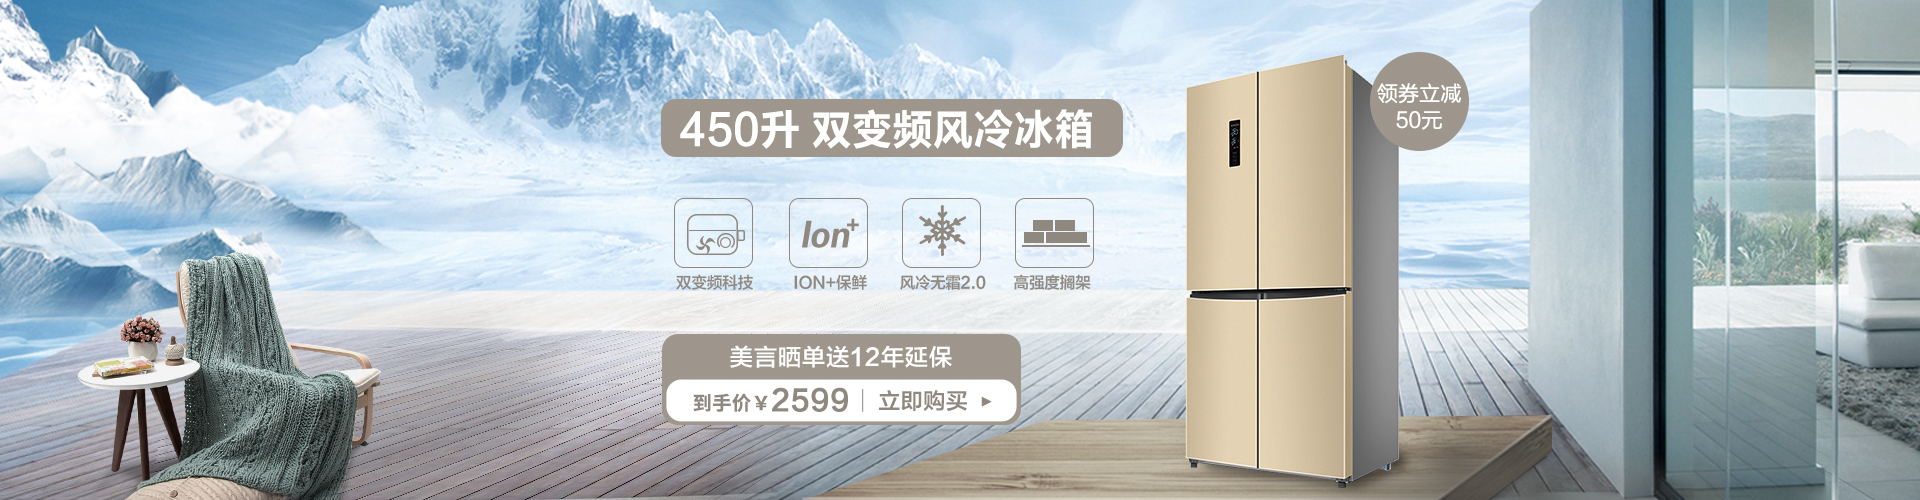 450升 双变频风冷冰箱
领券立减
50元
Ion+
双变频科技
ION+保鲜
风冷无霜2.0
高强度搁架
美言晒单送12年延保
到手价¥2599 | 立即购买 ▸